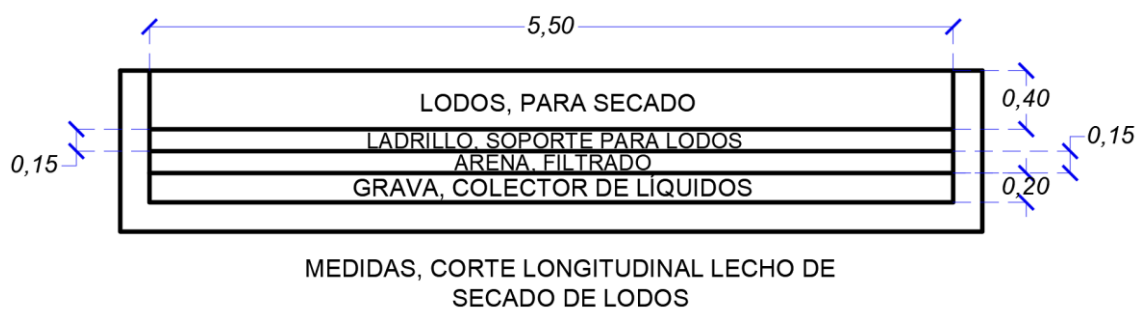 5,50
LODOS, PARA SECADO
0,40
LADRILLO, SOPORTE PARA LODOS
0,15
0,15
ARENA, FILTRADO
GRAVA, COLECTOR DE LÍQUIDOS
0,20
MEDIDAS, CORTE LONGITUDINAL LECHO DE
SECADO DE LODOS